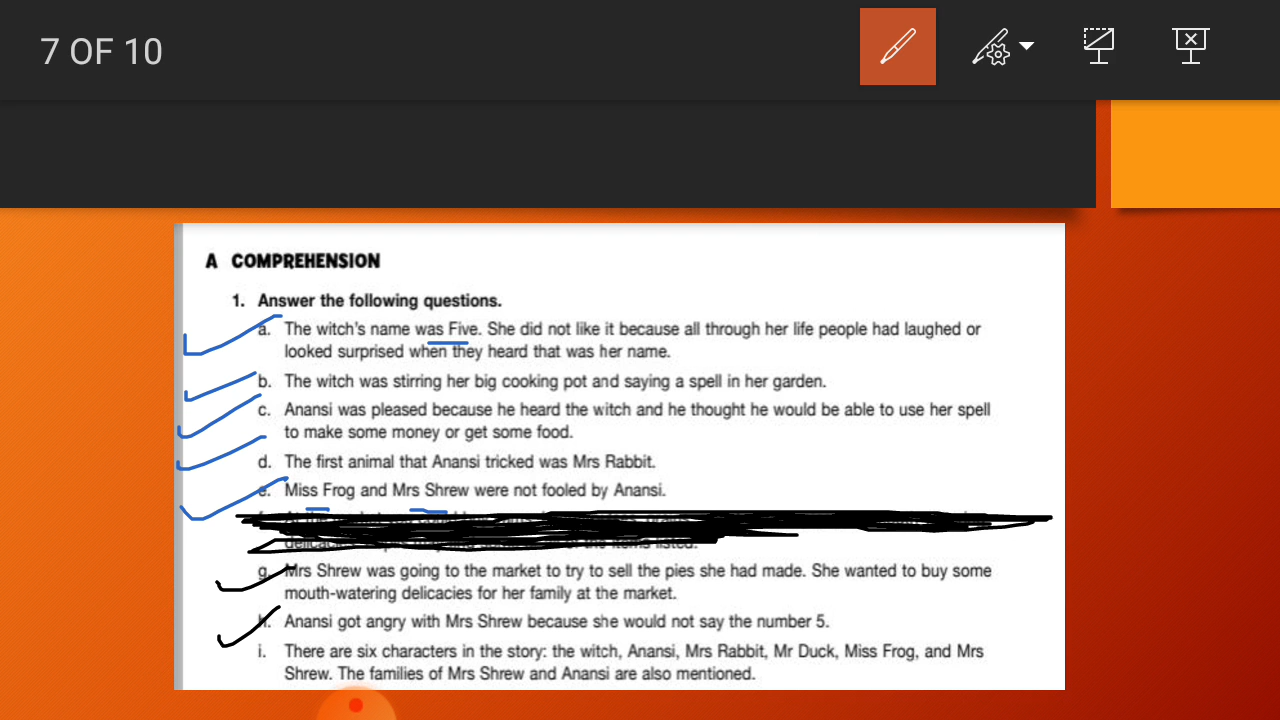 7 OF 10
A COMPREHENSION
1. Answer the following questions.
a. The witch's name was Five. She did not like it because all through her life people had laughed or
looked surprised when they heard that was her name.
b. The witch was stirring her big cooking pot and saying a spell in her garden.
c. Anansi was pleased because he heard the witch and he thought he would be able to use her spell
to make some money or get some food.
d. The first animal that Anansi tricked was Mrs Rabbit.
e. Miss Frog and Mrs Shrew were not fooled by Anansi.
items listed.
g. Mrs Shrew was going to the market to try to sell the pies she had made. She wanted to buy some
mouth-watering delicacies for her family at the market.
h. Anansi got angry with Mrs Shrew because she would not say the number 5.
i. There are six characters in the story: the witch, Anansi, Mrs Rabbit, Mr Duck, Miss Frog, and Mrs
Shrew. The families of Mrs Shrew and Anansi are also mentioned.